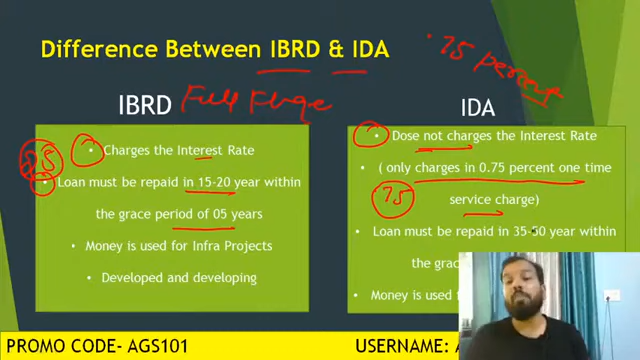 Difference Between IBRD & IDA
.75 percent
IBRD Full Flage
Charges the Interest Rate
Loan must be repaid in 15-20 year within
the grace period of 05 years
Money is used for Infra Projects
Developed and developing
IDA
Dose not charges the Interest Rate
( only charges in 0.75 percent one time
service charge)
75
Loan must be repaid in 35-50 year within
the
Money is used
PROMO CODE- AGS101
USERNAME: A